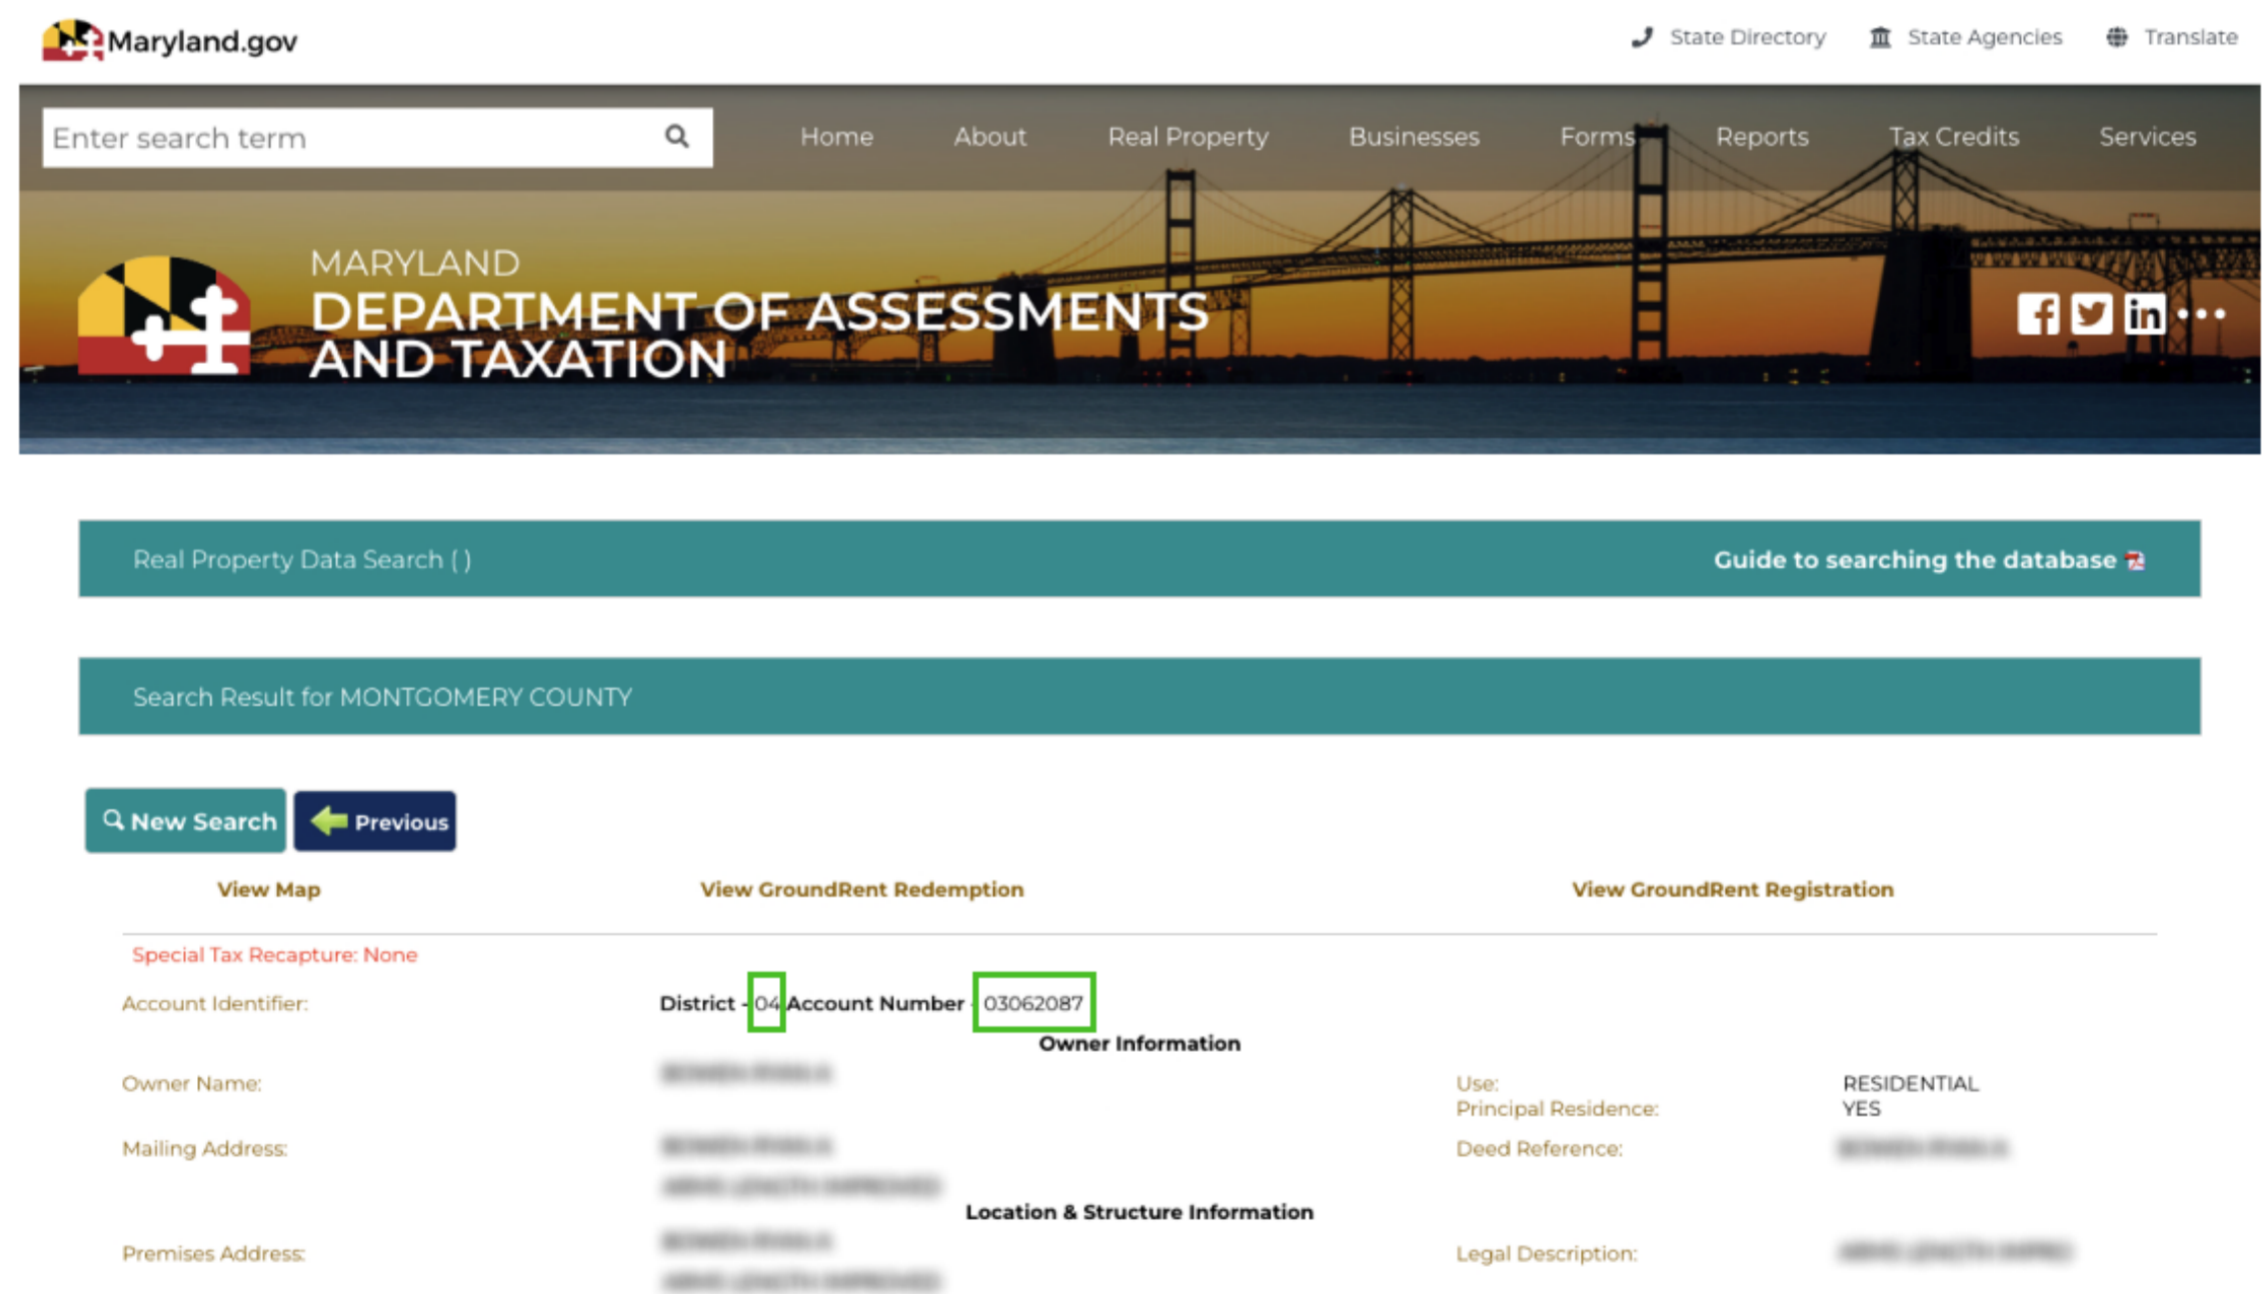 Maryland.gov
State Directory State Agencies Translate
Enter search term
Home About Real Property Businesses Forms Reports Tax Credits Services
MARYLAND
DEPARTMENT OF ASSESSMENTS
AND TAXATION
Real Property Data Search ( )
Guide to searching the database
Search Result for MONTGOMERY COUNTY
New Search Previous
View Map View GroundRent Redemption View GroundRent Registration
Special Tax Recapture: None
Account Identifier: District - 04 Account Number - 03062087
Owner Information
Owner Name: Use: RESIDENTIAL
Principal Residence: YES
Mailing Address: Deed Reference:
Location & Structure Information
Premises Address: Legal Description: